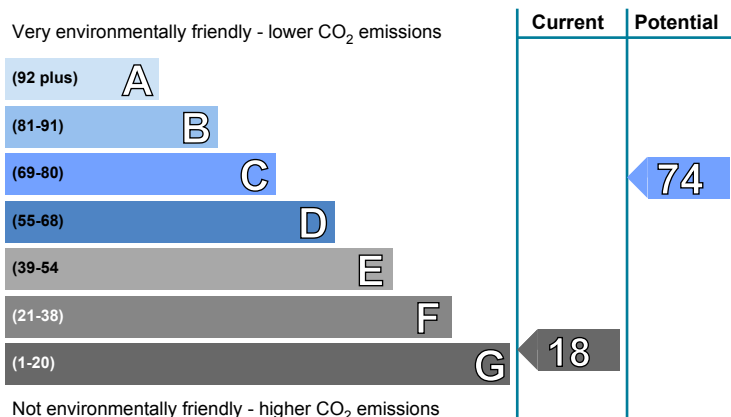 Current Potential
Very environmentally friendly - lower CO2 emissions
(92 plus) A
(81-91) B
(69-80) C 74
(55-68) D
(39-54 E
(21-38) F
(1-20) G 18
Not environmentally friendly - higher CO2 emissions